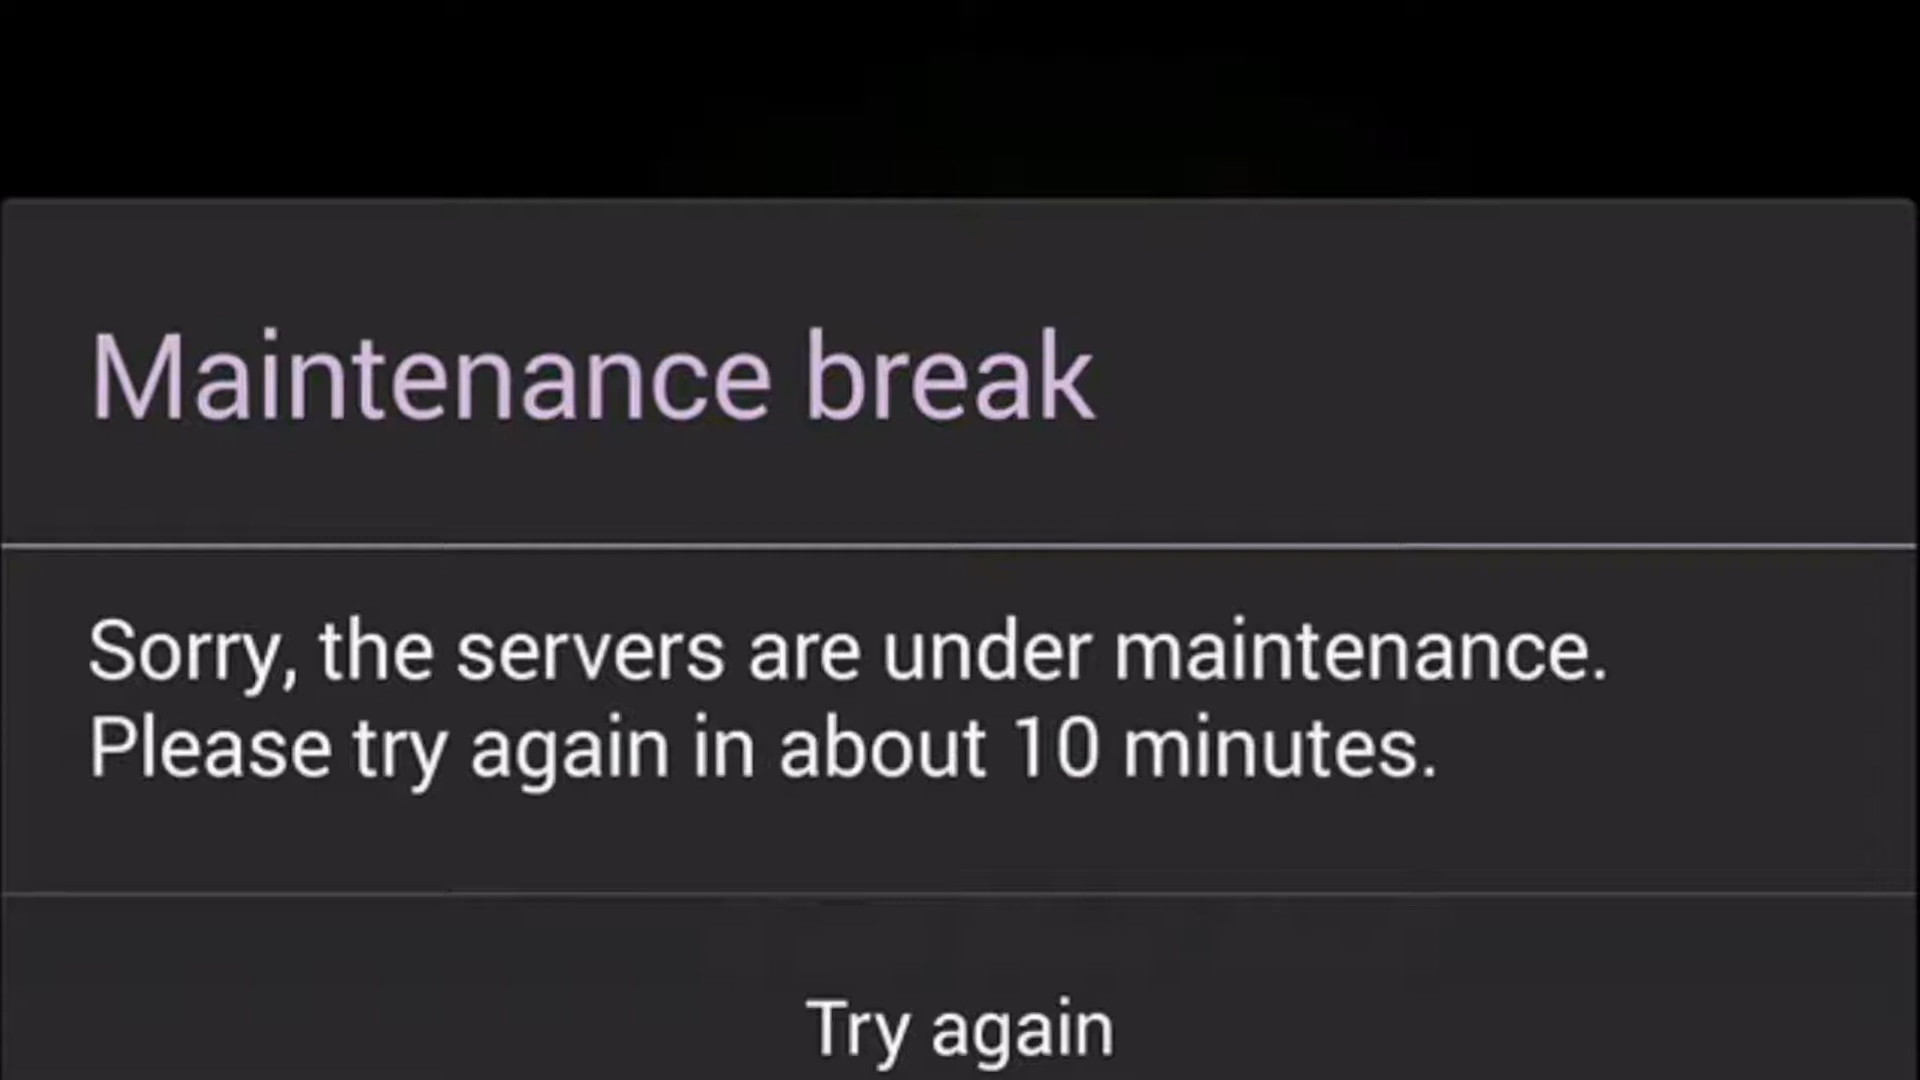 Maintenance break
Sorry, the servers are under maintenance.
Please try again in about 10 minutes.
Try again